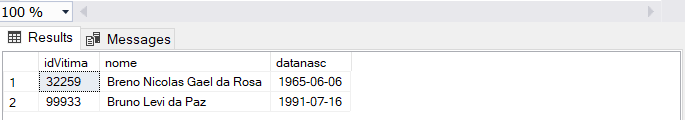 100 %
Results Messages
idVitima nome datanasc
1 32259 Breno Nicolas Gael da Rosa 1965-06-06
2 99933 Bruno Levi da Paz 1991-07-16